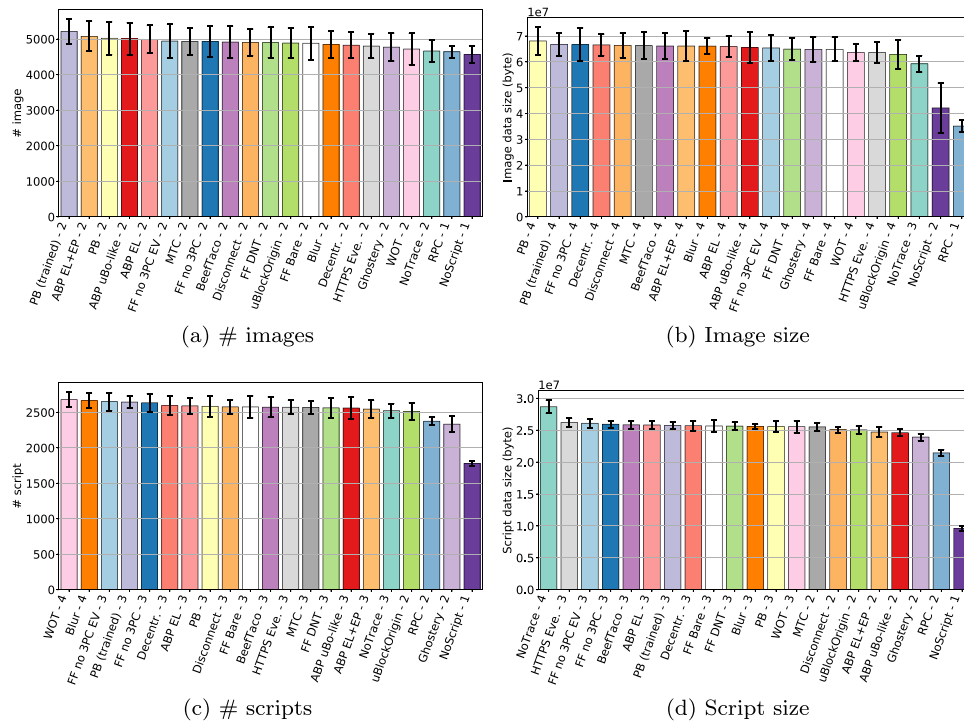 5000
4000
3000
2000
1000
0
# image
PB (trained) - 2
ABP EL+EP - 2
PB - 2
ABP uBo-like - 2
ABP EL - 2
FF no 3PC EV - 2
MTC - 2
FF no 3PC - 2
BeefTaco - 2
Disconnect. - 2
FF DNT - 2
uBlockOrigin - 2
FF Bare - 2
Blur - 2
Decentr. - 2
HTTPS Eve. - 2
Ghostery - 2
WOT - 2
NoTrace - 2
RPC - 1
NoScript - 1
(a) # images
1e7
7
6
5
4
3
2
1
0
Image data size (byte)
PB - 4
PB (trained) - 4
FF no 3PC - 4
Decentr. - 4
Disconnect - 4
MTC - 4
BeefTaco - 4
ABP EL+EP - 4
Blur - 4
ABP EL - 4
ABP uBo-like - 4
FF no 3PC EV - 4
FF DNT - 4
Ghostery - 4
FF Bare - 4
WOT - 4
HTTPS Eve. - 4
uBlockOrigin - 4
NoTrace - 3
NoScript - 2
RPC - 1
(b) Image size
2500
2000
1500
1000
500
0
# script
WOT - 4
Blur - 4
FF no 3PC EV - 3
PB (trained) - 3
FF no 3PC - 3
Decentr. - 3
ABP EL - 3
PB - 3
Disconnect - 3
FF Bare - 3
BeefTaco - 3
HTTPS Eve. - 3
MTC - 3
FF DNT - 3
ABP uBo-like - 3
ABP EL+EP - 3
NoTrace - 3
uBlockOrigin - 2
RPC - 2
Ghostery - 2
NoScript - 1
(c) # scripts
1e7
3.0
2.5
2.0
1.5
1.0
0.5
0.0
Script data size (byte)
NoTrace - 4
HTTPS Eve. - 3
FF no 3PC EV - 3
FF no 3PC - 3
BeefTaco - 3
ABP EL - 3
PB (trained) - 3
Decentr. - 3
FF Bare - 3
FF DNT - 3
Blur - 3
PB - 3
WOT - 3
MTC - 2
Disconnect - 2
uBlockOrigin - 2
ABP EL+EP - 2
ABP uBo-like - 2
Ghostery - 2
RPC - 2
NoScript - 1
(d) Script size